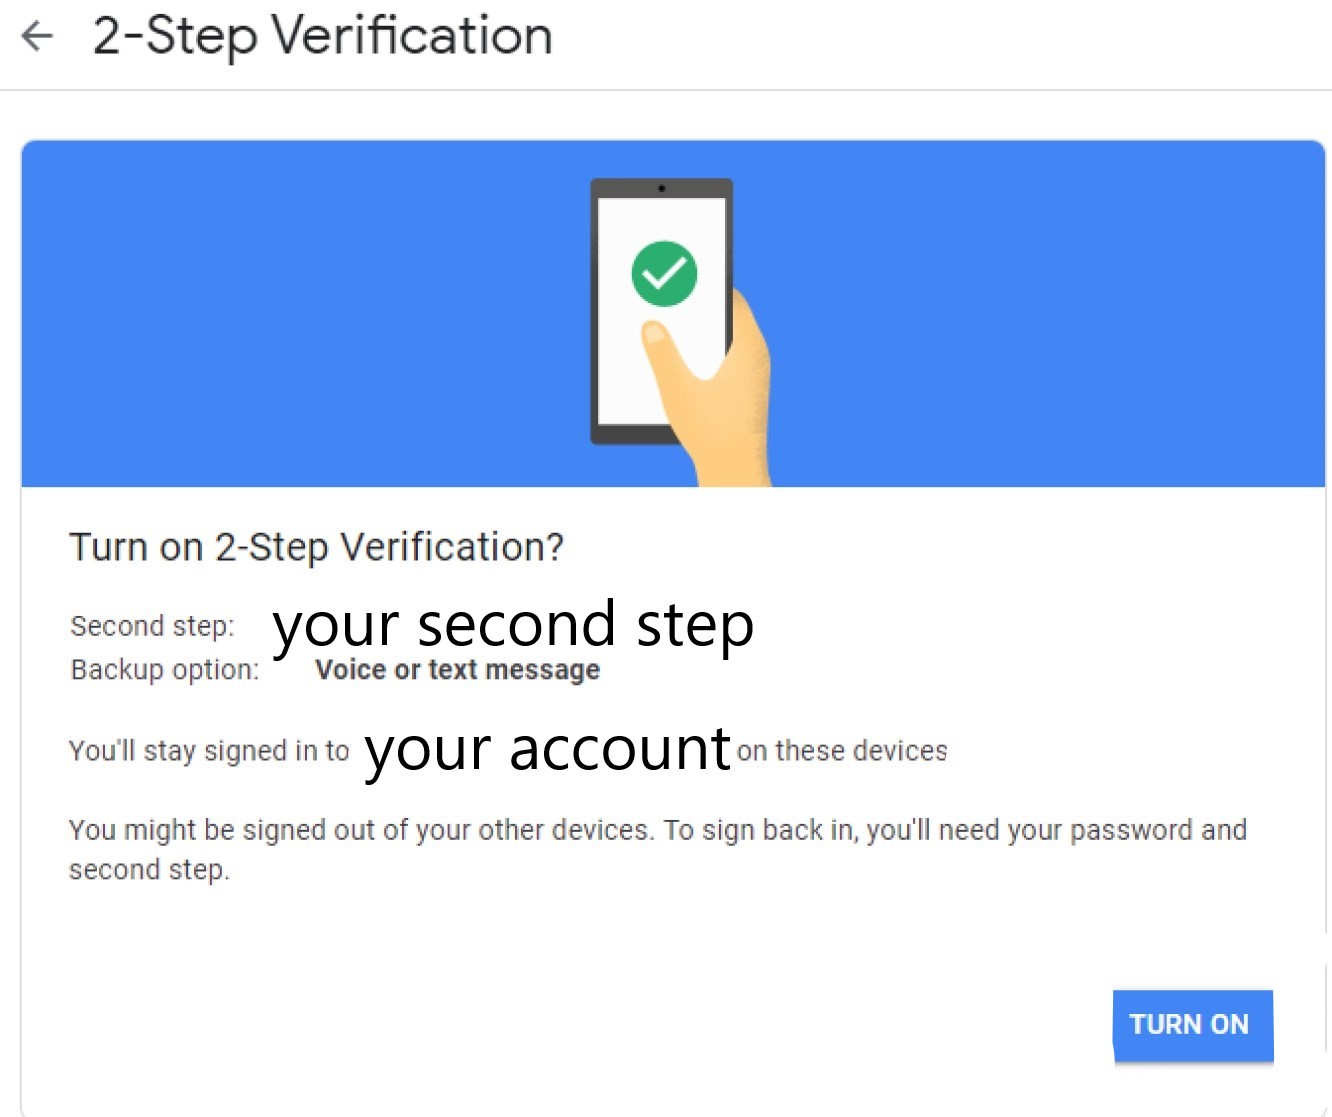 2-Step Verification
Turn on 2-Step Verification?
Second step: your second step
Backup option: Voice or text message
You'll stay signed in to your account on these devices
You might be signed out of your other devices. To sign back in, you'll need your password and
second step.
TURN ON